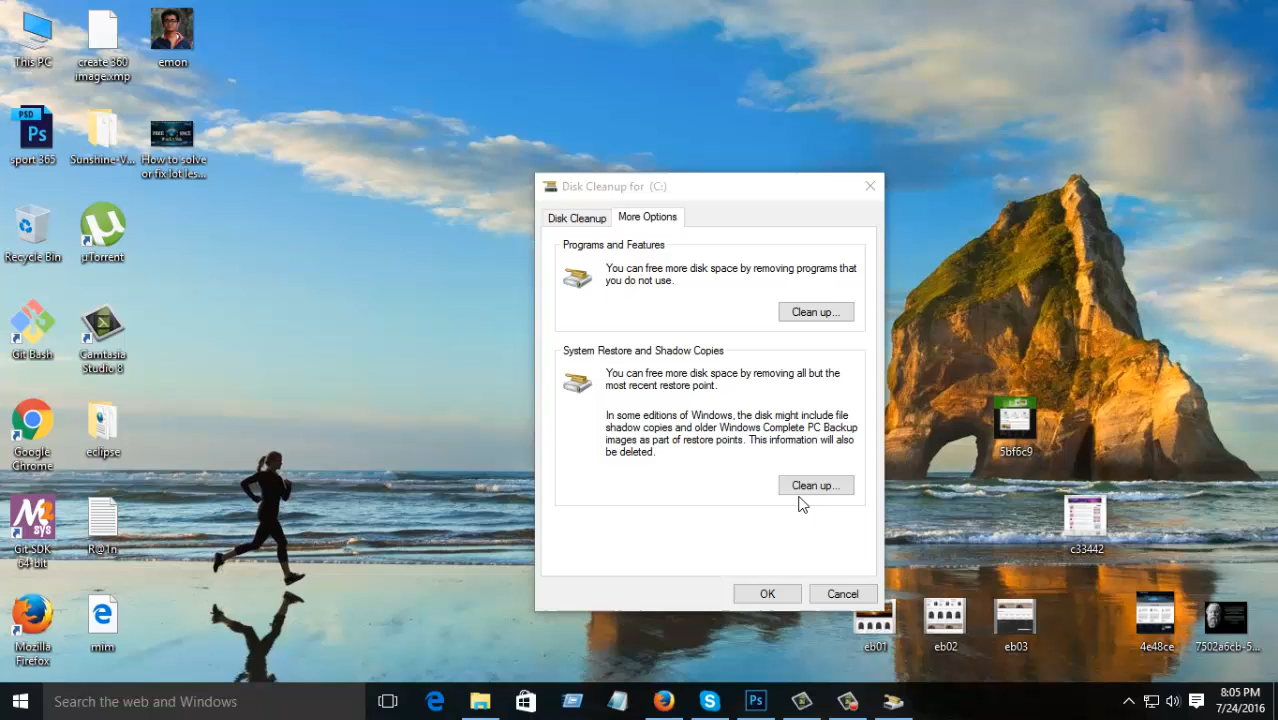 This PC
create 360
image.xmp
emon
PSD
Ps
sport 365
Sunshine-V...
How to solve
or fix lot les...
Recycle Bin
µTorrent
Git Bash
Camtasia
Studio 8
Google
Chrome
eclipse
sys
Git SDK
64-bit
R@1n
Mozilla
Firefox
mim
Disk Cleanup for (C:)
Disk Cleanup
More Options
Programs and Features
You can free more disk space by removing programs that
you do not use.
Clean up...
System Restore and Shadow Copies
You can free more disk space by removing all but the
most recent restore point.
In some editions of Windows, the disk might include file
shadow copies and older Windows Complete PC Backup
images as part of restore points. This information will also
be deleted.
Clean up...
OK
Cancel
5bf6c9
c33442
eb01
eb02
eb03
4e48ce
7502a6cb-5...
Search the web and Windows
Ps
8:05 PM
7/24/2016